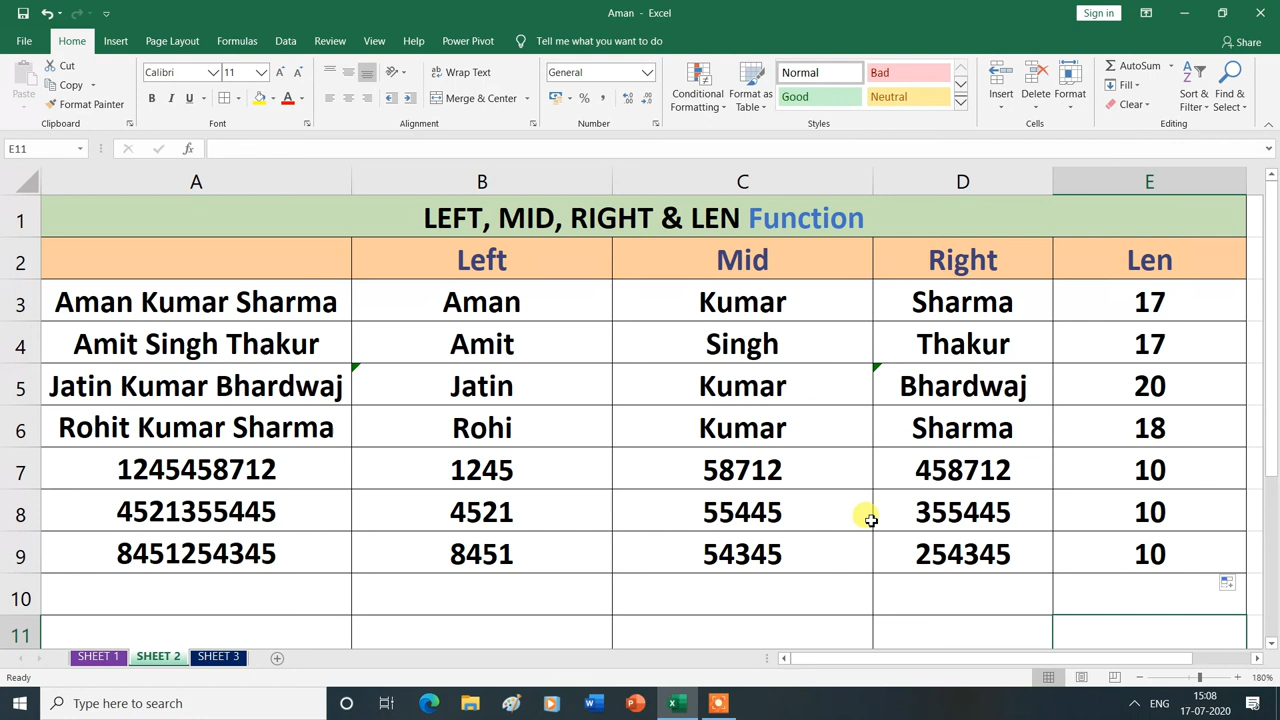 Aman - Excel
Sign in
File Home Insert Page Layout Formulas Data Review View Help Power Pivot Tell me what you want to do Share
Paste Cut Copy Format Painter
Clipboard
Calibri 11
B I U
Font
Wrap Text
Merge & Center
Alignment
General
Number
Conditional Formatting
Format as Table
Normal Bad
Good Neutral
Styles
Insert Delete Format
Cells
AutoSum
Fill
Clear
Sort & Filter
Find & Select
Editing
E11 fx
A B C D E
1 LEFT, MID, RIGHT & LEN Function
2 Left Mid Right Len
3 Aman Kumar Sharma Aman Kumar Sharma 17
4 Amit Singh Thakur Amit Singh Thakur 17
5 Jatin Kumar Bhardwaj Jatin Kumar Bhardwaj 20
6 Rohit Kumar Sharma Rohi Kumar Sharma 18
7 1245458712 1245 58712 458712 10
8 4521355445 4521 55445 355445 10
9 8451254345 8451 54345 254345 10
10
11
SHEET 1 SHEET 2 SHEET 3
Ready 180%
Type here to search ENG 15:08
17-07-2020